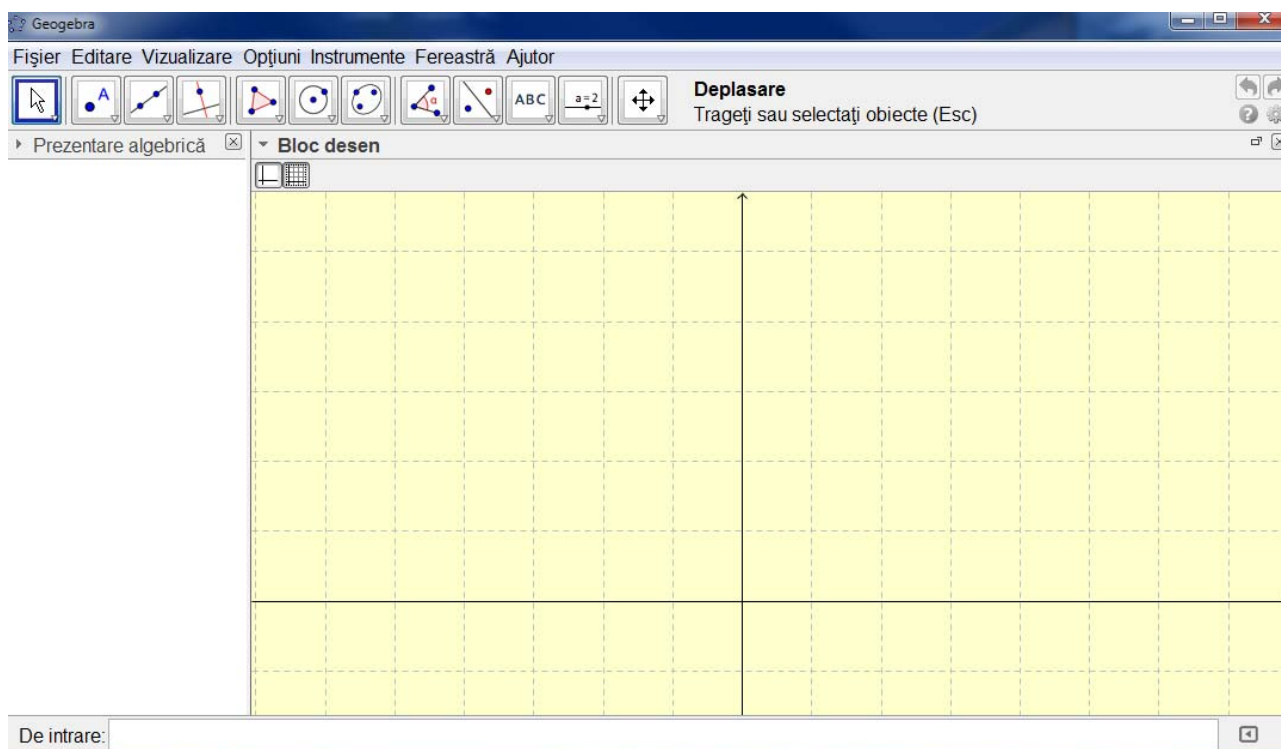 Geogebra
Fişier Editare Vizualizare Opţiuni Instrumente Fereastră Ajutor
A
α
ABC
a=2
Deplasare
Trageţi sau selectaţi obiecte (Esc)
Prezentare algebrică
Bloc desen
De intrare: